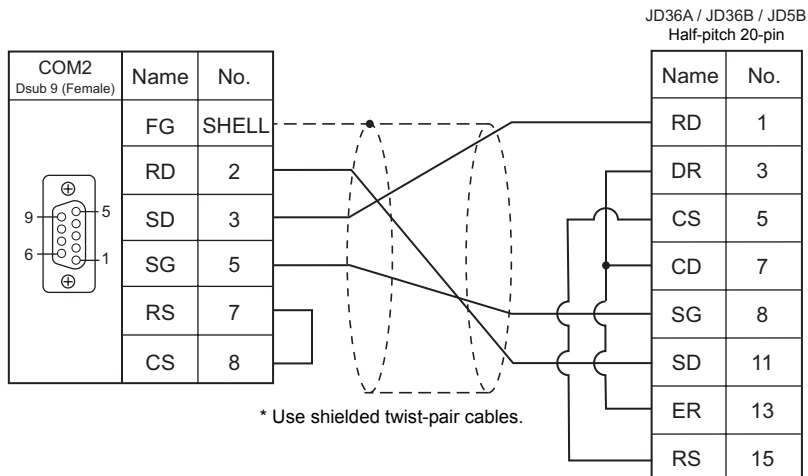 JD36A / JD36B / JD5B
Half-pitch 20-pin
COM2
Dsub 9 (Female)
Name No.
FG SHELL
RD 2
SD 3
SG 5
RS 7
CS 8
9 5
6 1
Name No.
RD 1
DR 3
CS 5
CD 7
SG 8
SD 11
ER 13
RS 15
* Use shielded twist-pair cables.